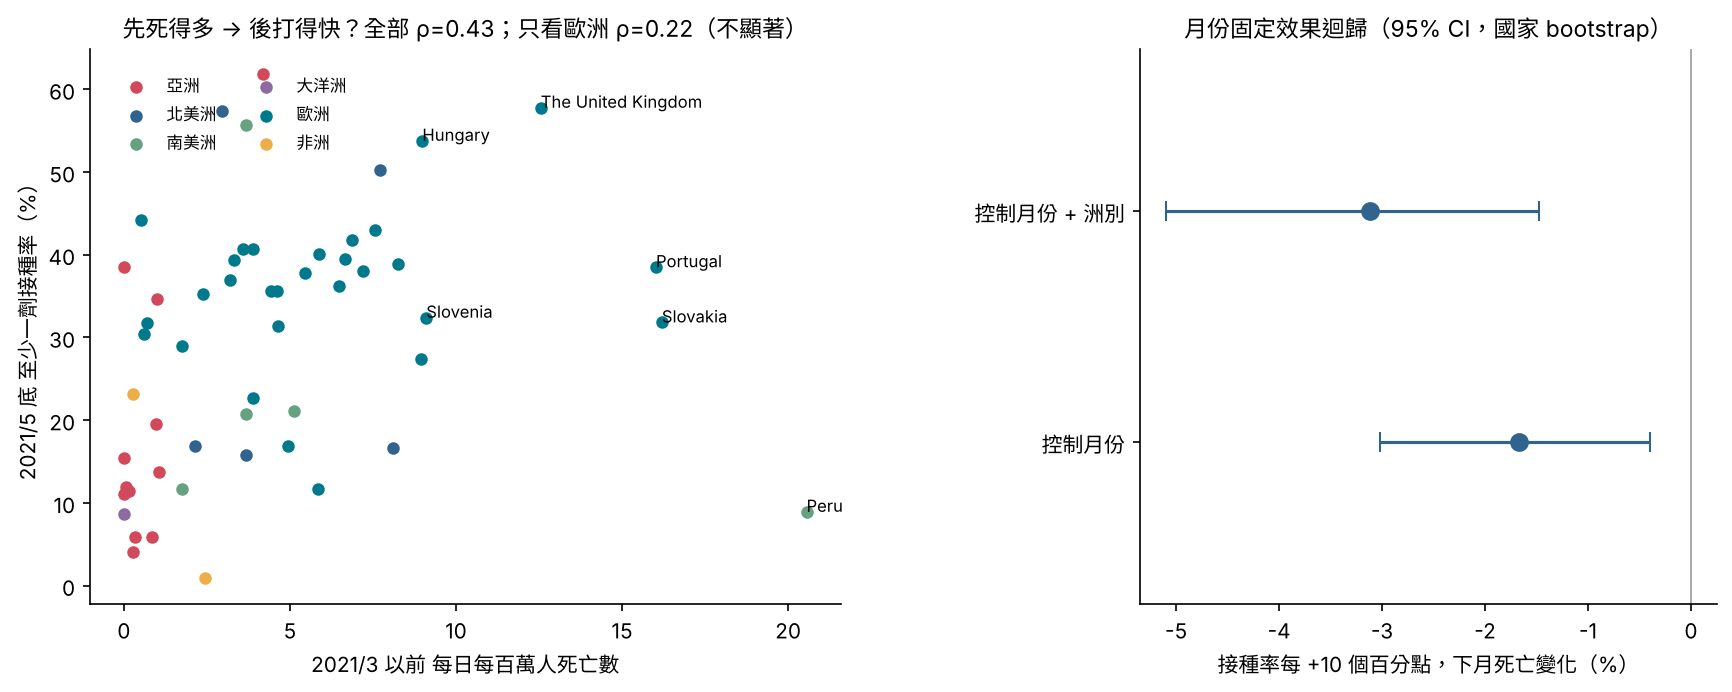 先死得多 → 後打得快？全部 ρ=0.43；只看歐洲 ρ=0.22（不顯著）
亞洲
北美洲
南美洲
大洋洲
歐洲
非洲
The United Kingdom
Hungary
Portugal
Slovenia
Slovakia
Peru
2021/5 底 至少一劑接種率（%）
60
50
40
30
20
10
0
0
5
10
15
20
2021/3 以前 每日每百萬人死亡數
月份固定效果迴歸（95% CI，國家 bootstrap）
控制月份 + 洲別
控制月份
-5
-4
-3
-2
-1
0
接種率每 +10 個百分點，下月死亡變化（%）